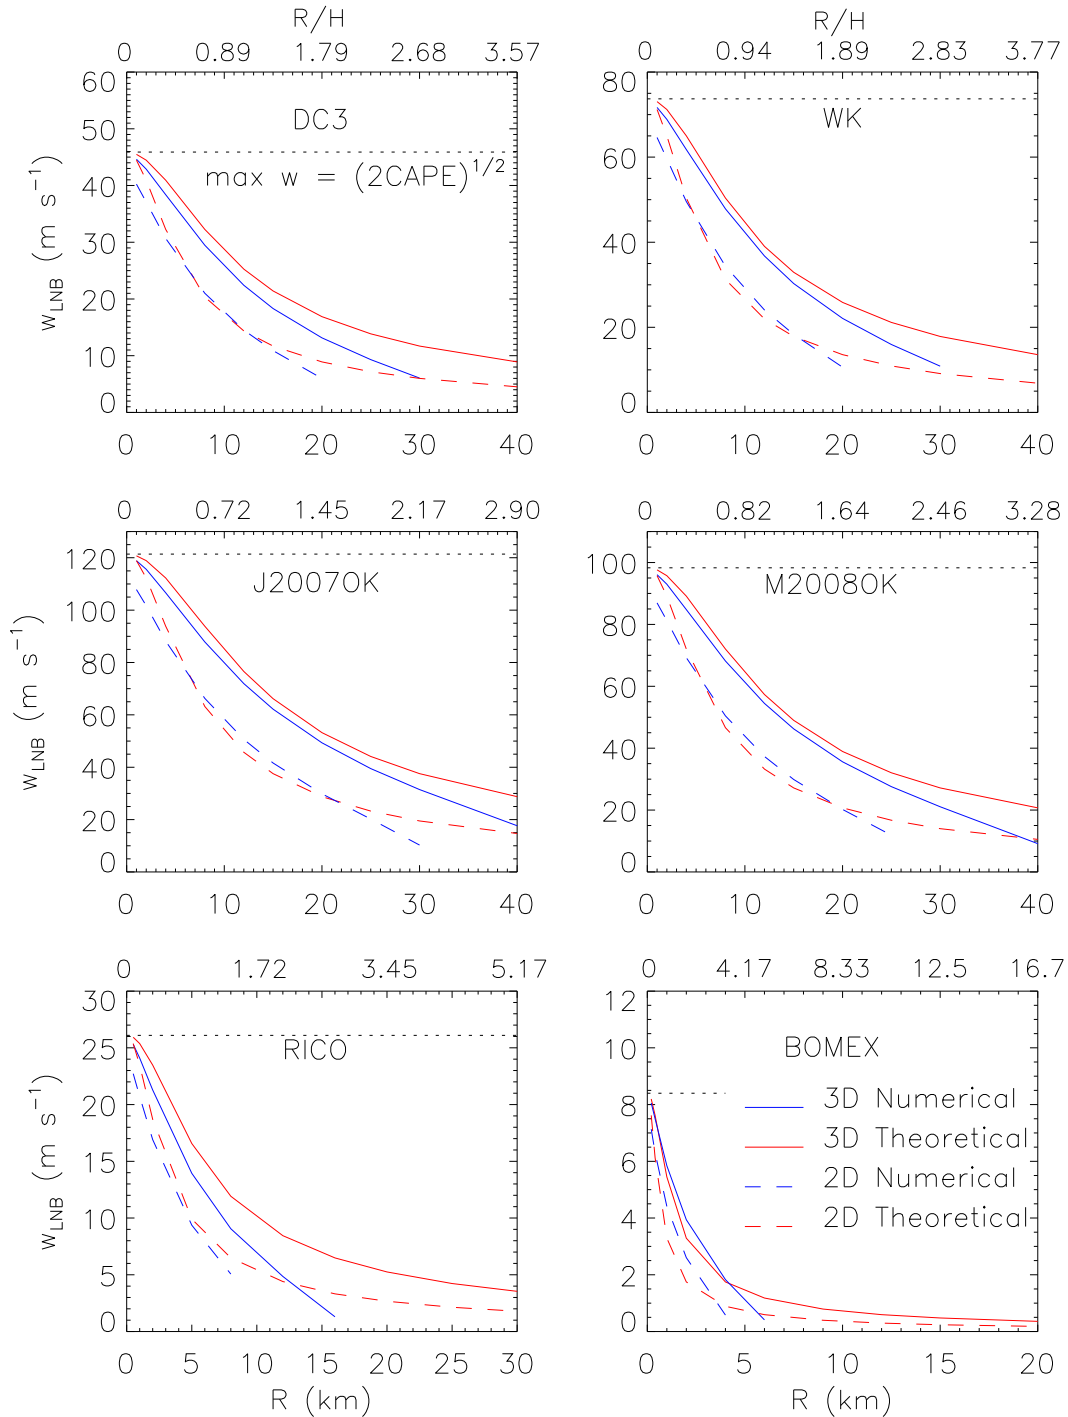 R/H R/H
0 0.89 1.79 2.68 3.57 0 0.94 1.89 2.83 3.77
60 80
DC3 WK
50
max w = (2CAPE)^1/2
60
40
w_LNB (m s⁻¹)
30 40
20
20
10
0 0
0 10 20 30 40 0 10 20 30 40
0 0.72 1.45 2.17 2.90 0 0.82 1.64 2.46 3.28
120 100
J2007OK M2008OK
100 80
80 60
w_LNB (m s⁻¹)
60
40
40
20 20
0 0
0 10 20 30 40 0 10 20 30 40
0 1.72 3.45 5.17 0 4.17 8.33 12.5 16.7
30 12
25 10
RICO BOMEX
20 8
3D Numerical
3D Theoretical
15 6
2D Numerical
w_LNB (m s⁻¹)
10 4
2D Theoretical
5 2
0 0
0 5 10 15 20 25 30 0 5 10 15 20
R (km) R (km)